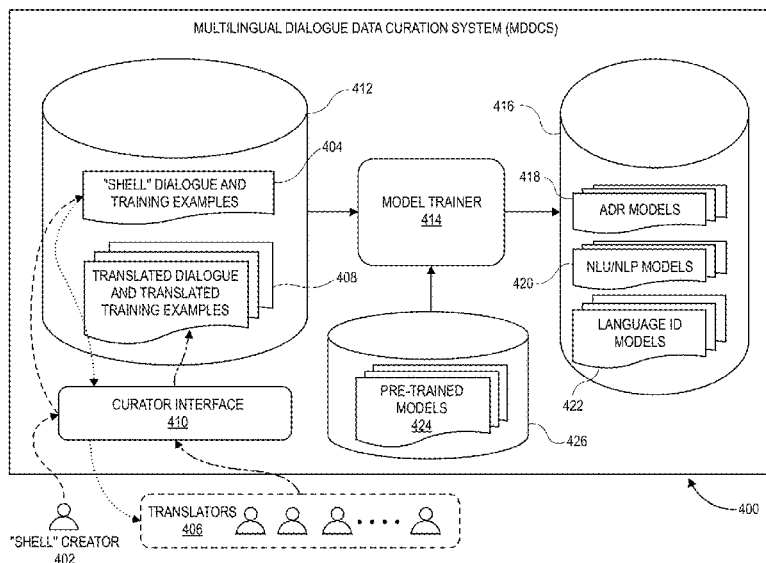 MULTILINGUAL DIALOGUE DATA CURATION SYSTEM (MDDCS)
412
416
404
"SHELL" DIALOGUE AND
TRAINING EXAMPLES
MODEL TRAINER
414
418
ADR MODELS
TRANSLATED DIALOGUE
AND TRANSLATED
TRAINING EXAMPLES
408
420
NLU/NLP MODELS
LANGUAGE ID
MODELS
422
CURATOR INTERFACE
410
PRE-TRAINED
MODELS
424
426
"SHELL" CREATOR
402
TRANSLATORS
406
400